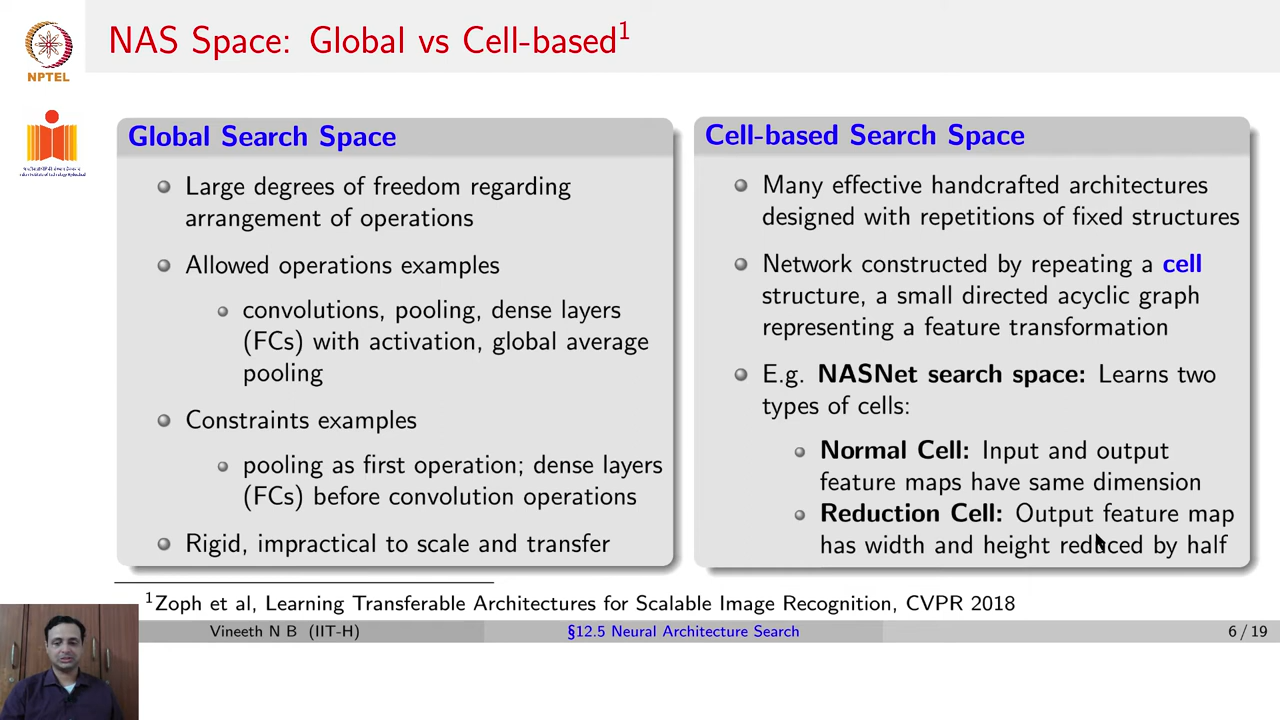 NAS Space: Global vs Cell-based1
NPTEL
Global Search Space
Large degrees of freedom regarding
arrangement of operations
Allowed operations examples
convolutions, pooling, dense layers
(FCs) with activation, global average
pooling
Constraints examples
pooling as first operation; dense layers
(FCs) before convolution operations
Rigid, impractical to scale and transfer
Cell-based Search Space
Many effective handcrafted architectures
designed with repetitions of fixed structures
Network constructed by repeating a cell
structure, a small directed acyclic graph
representing a feature transformation
E.g. NASNet search space: Learns two
types of cells:
Normal Cell: Input and output
feature maps have same dimension
Reduction Cell: Output feature map
has width and height reduced by half
1Zoph et al, Learning Transferable Architectures for Scalable Image Recognition, CVPR 2018
Vineeth N B (IIT-H)
§12.5 Neural Architecture Search
6 / 19